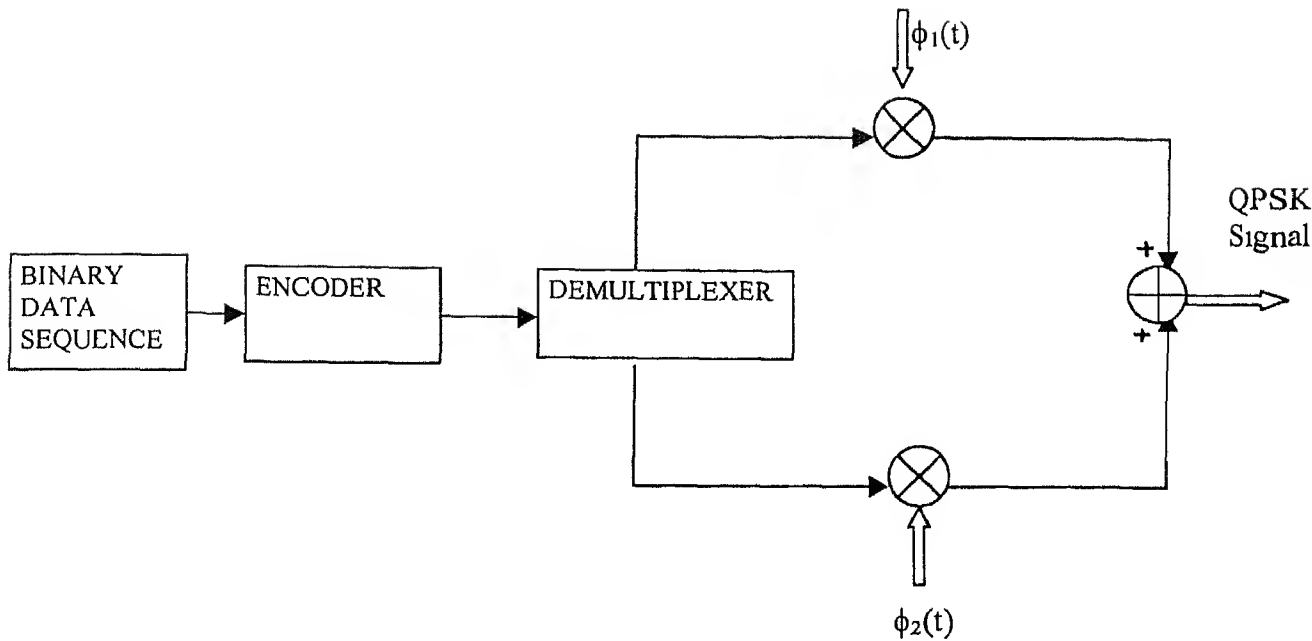 ϕ₁(t)
QPSK
Signal
BINARY
DATA
SEQUENCE
ENCODER
DEMULTIPLEXER
+
+
ϕ₂(t)